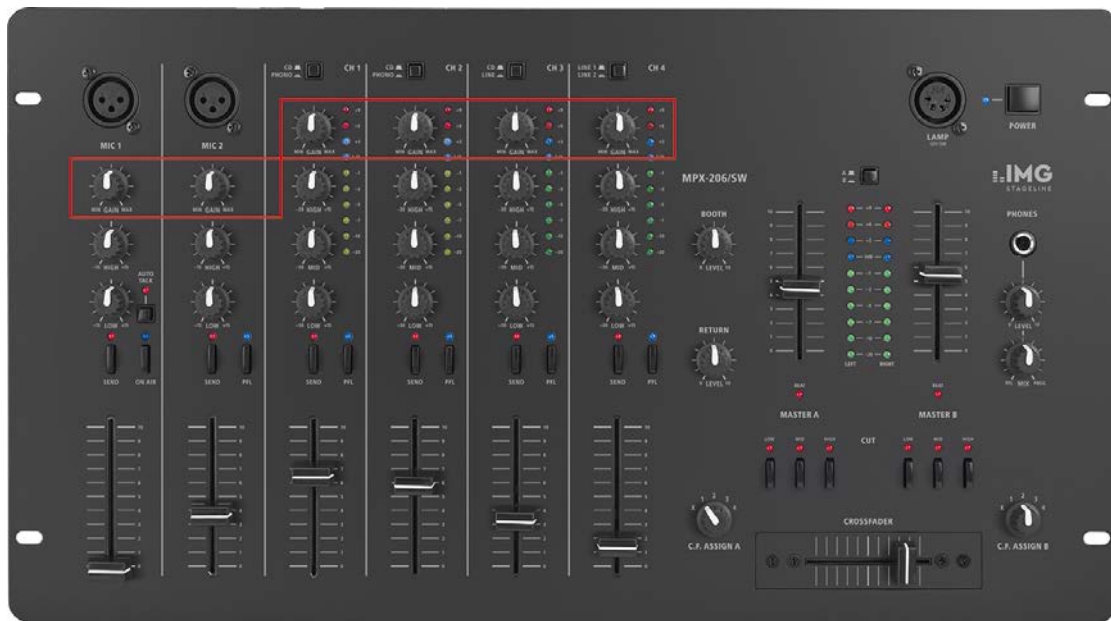 CD
PHONO
CH 1
CD
PHONO
CH 2
CD
LINE
CH 3
LINE 1
LINE 2
CH 4
MIC 1
MIC 2
LAMP
POWER
MIN GAIN MAX
MIN GAIN MAX
MIN GAIN MAX
MIN GAIN MAX
MIN GAIN MAX
MIN GAIN MAX
MPX-206/SW
IMG
STAGELINE
HIGH
HIGH
HIGH
HIGH
HIGH
HIGH
BOOTH
LEVEL
PHONES
MID
MID
MID
MID
AUTO
TALK
LOW
LOW
LOW
LOW
LOW
LOW
RETURN
LEVEL
LEVEL
LEFT
RIGHT
SEND
ON AIR
SEND
PFL
SEND
PFL
SEND
PFL
SEND
PFL
SEND
PFL
MIX
BEAT
BEAT
MASTER A
MASTER B
LOW
MID
HIGH
CUT
LOW
MID
HIGH
CROSSFADER
C.F. ASSIGN A
C.F. ASSIGN B